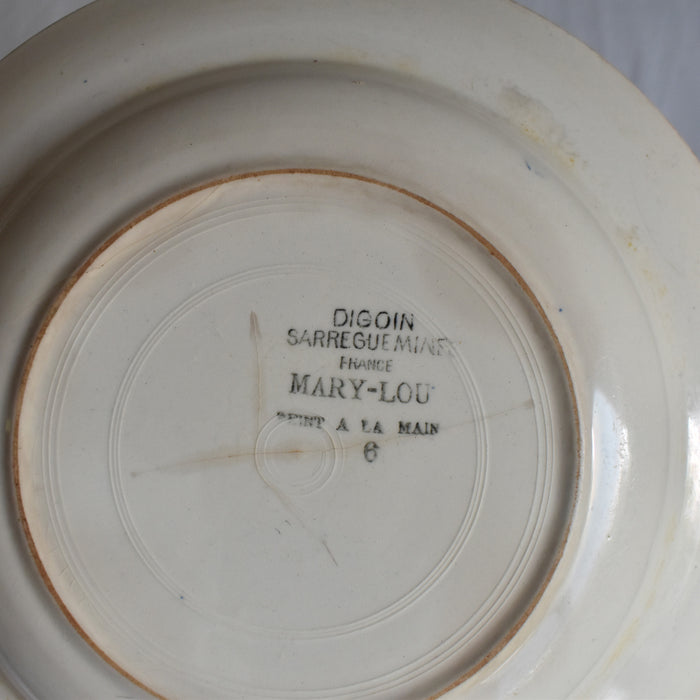 DIGOIN
SARREGUEMINES
FRANCE
MARY-LOU
PEINT A LA MAIN
6